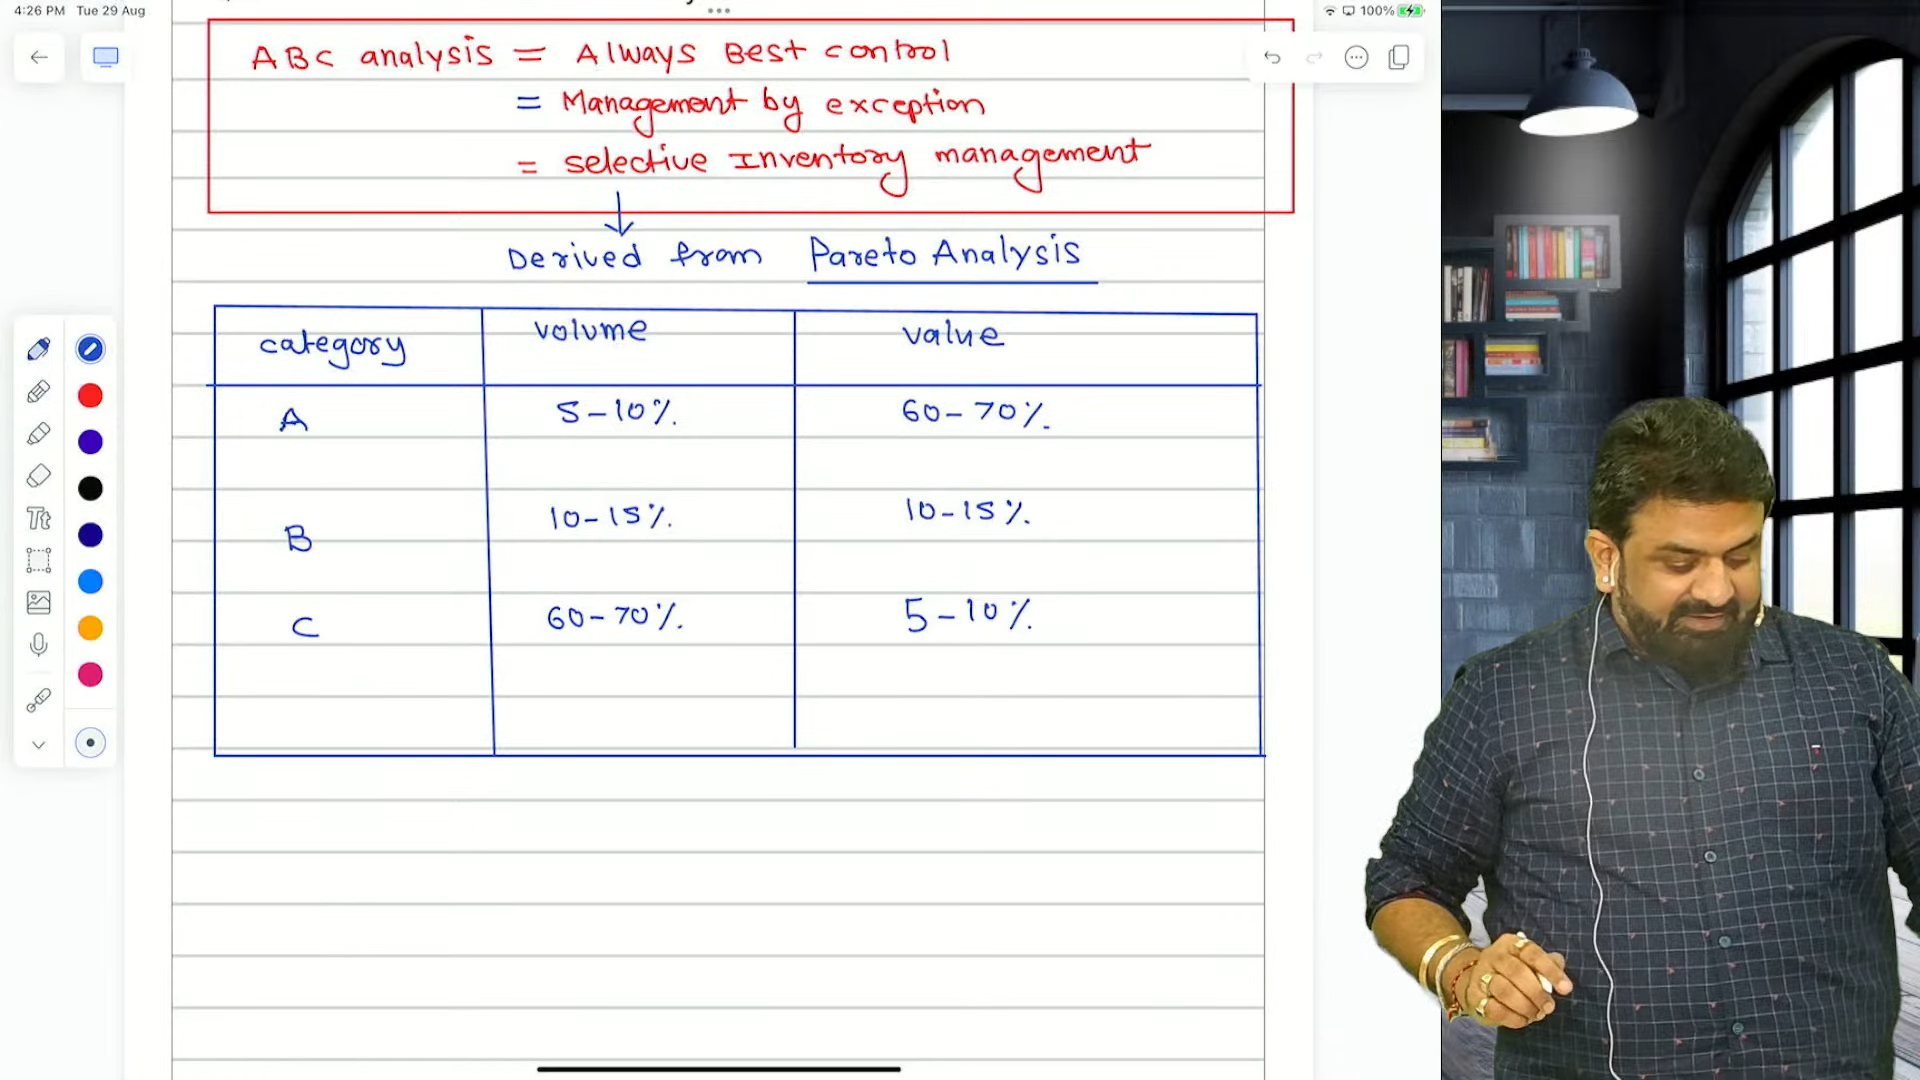 4:26 PM Tue 29 Aug
100%
ABC analysis = Always Best control
= Management by exception
= selective Inventory management
Derived from Pareto Analysis
category volume value
A 5-10%. 60-70%.
B 10-15%. 10-15%.
C 60-70%. 5-10%.
Tt